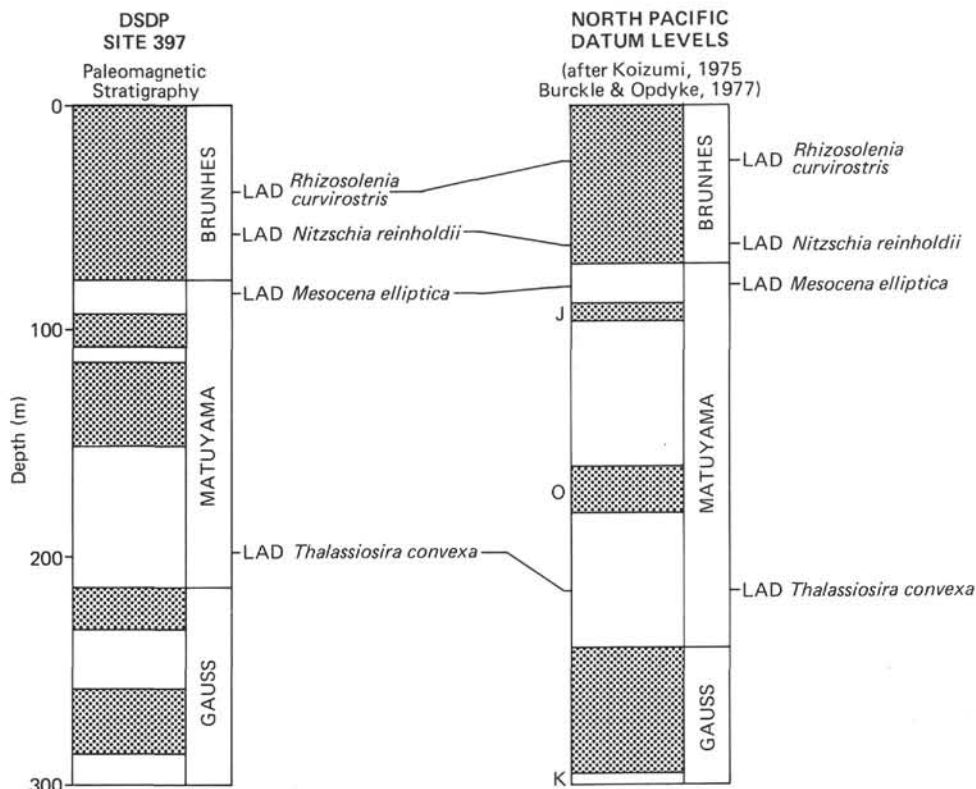 DSDP
SITE 397
Paleomagnetic
Stratigraphy
NORTH PACIFIC
DATUM LEVELS
(after Koizumi, 1975
Burckle & Opdyke, 1977)
Depth (m)
0
100
200
300
BRUNHES
MATUYAMA
GAUSS
LAD Rhizosolenia
curvirostris
LAD Nitzschia reinholdii
LAD Mesocena elliptica
LAD Thalassiosira convexa
J
O
K
BRUNHES
MATUYAMA
GAUSS
LAD Rhizosolenia
curvirostris
LAD Nitzschia reinholdii
LAD Mesocena elliptica
LAD Thalassiosira convexa